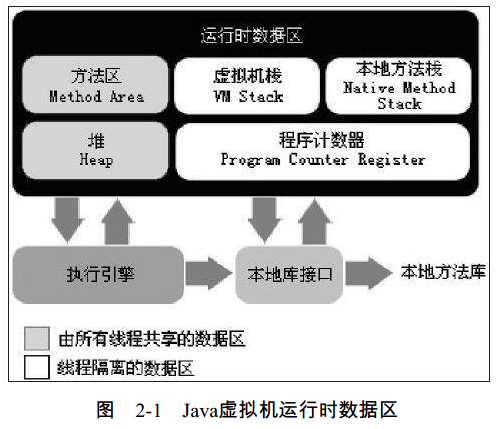 运行时数据区
方法区
Method Area
虚拟机栈
VM Stack
本地方法栈
Native Method
Stack
堆
Heap
程序计数器
Program Counter Register
执行引擎
本地库接口
本地方法库
由所有线程共享的数据区
线程隔离的数据区
图 2-1 Java虚拟机运行时数据区